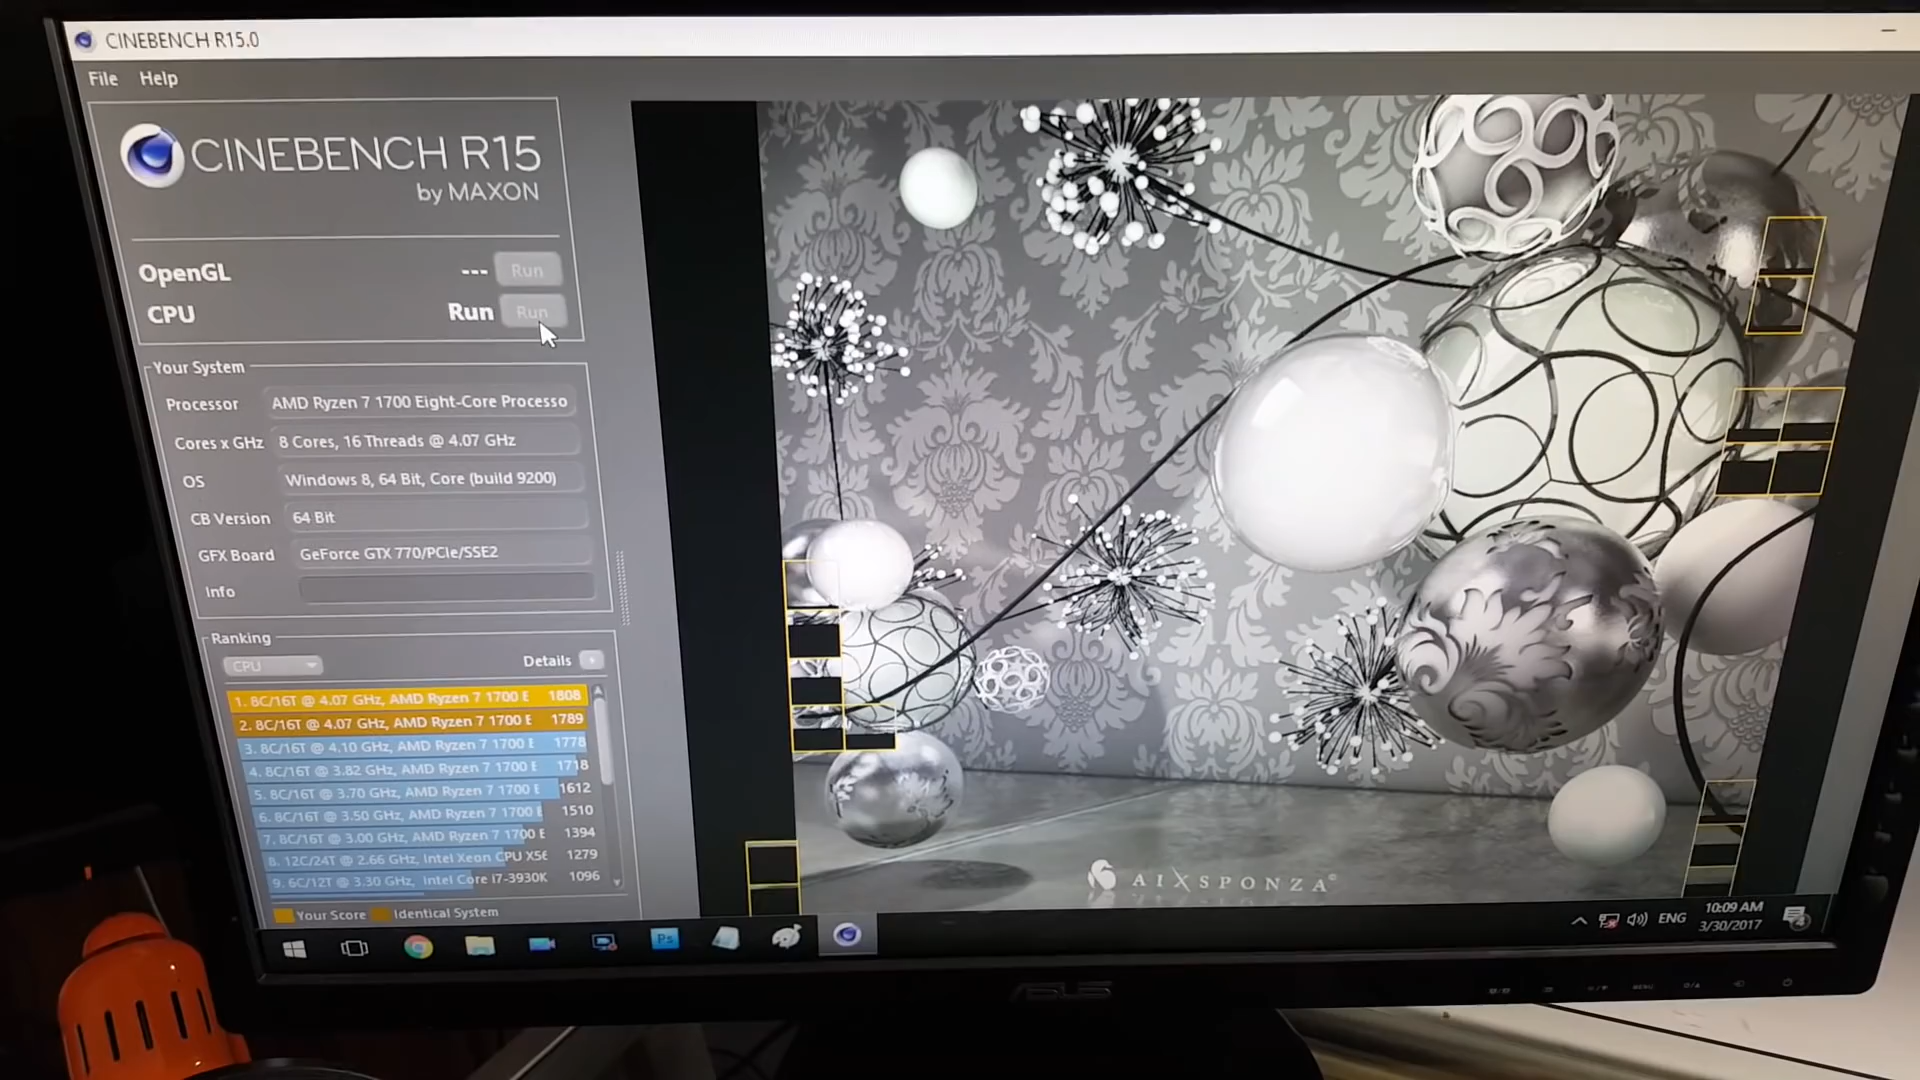 CINEBENCH R15.0
File Help
CINEBENCH R15
by MAXON
OpenGL --- Run
CPU Run Run
Your System
Processor AMD Ryzen 7 1700 Eight-Core Processo
Cores x GHz 8 Cores, 16 Threads @ 4.07 GHz
OS Windows 8, 64 Bit, Core (build 9200)
CB Version 64 Bit
GFX Board GeForce GTX 770/PCIe/SSE2
Info
Ranking
CPU Details
1. 8C/16T @ 4.07 GHz, AMD Ryzen 7 1700 E 1808
2. 8C/16T @ 4.07 GHz, AMD Ryzen 7 1700 E 1789
3. 8C/16T @ 4.10 GHz, AMD Ryzen 7 1700 E 1778
4. 8C/16T @ 3.82 GHz, AMD Ryzen 7 1700 E 1718
5. 8C/16T @ 3.70 GHz, AMD Ryzen 7 1700 E 1612
6. 8C/16T @ 3.50 GHz, AMD Ryzen 7 1700 E 1510
7. 8C/16T @ 3.00 GHz, AMD Ryzen 7 1700 E 1394
8. 12C/24T @ 2.66 GHz, Intel Xeon CPU X56 1279
9. 6C/12T @ 3.30 GHz, Intel Core i7-3930K 1096
Your Score Identical System
AIXSPONZA©
Ps
ENG
10:09 AM
3/30/2017
4
ASUS
MENU